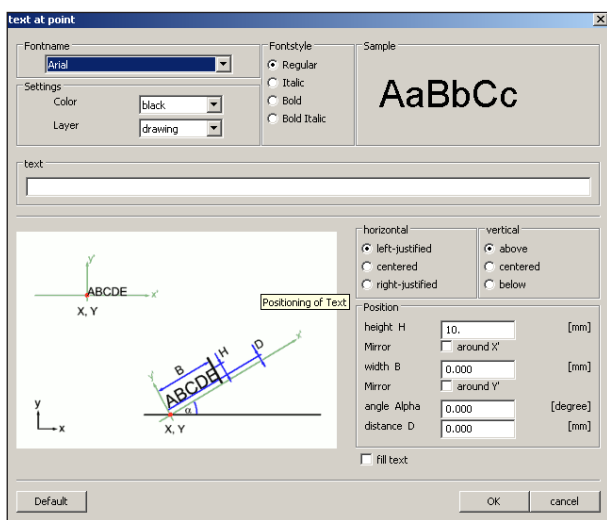 text at point
Fontname
Arial
Settings
Color black
Layer drawing
Fontstyle
Regular
Italic
Bold
Bold Italic
Sample
AaBbCc
text
y'
ABCDE x'
X, Y
Positioning of Text
B
H
D
x'
y'
ABCDE
α
X, Y
y
x
horizontal
left-justified
centered
right-justified
vertical
above
centered
below
Position
height H 10. [mm]
Mirror around X'
width B 0.000 [mm]
Mirror around Y'
angle Alpha 0.000 [degree]
distance D 0.000 [mm]
fill text
Default OK cancel